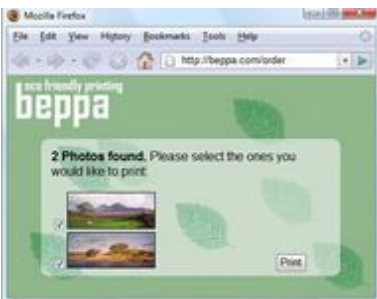 Mozilla Firefox
File Edit View History Bookmarks Tools Help
http://beppa.com/order
eco friendly printing
beppa
2 Photos found. Please select the ones you
would like to print:
Print